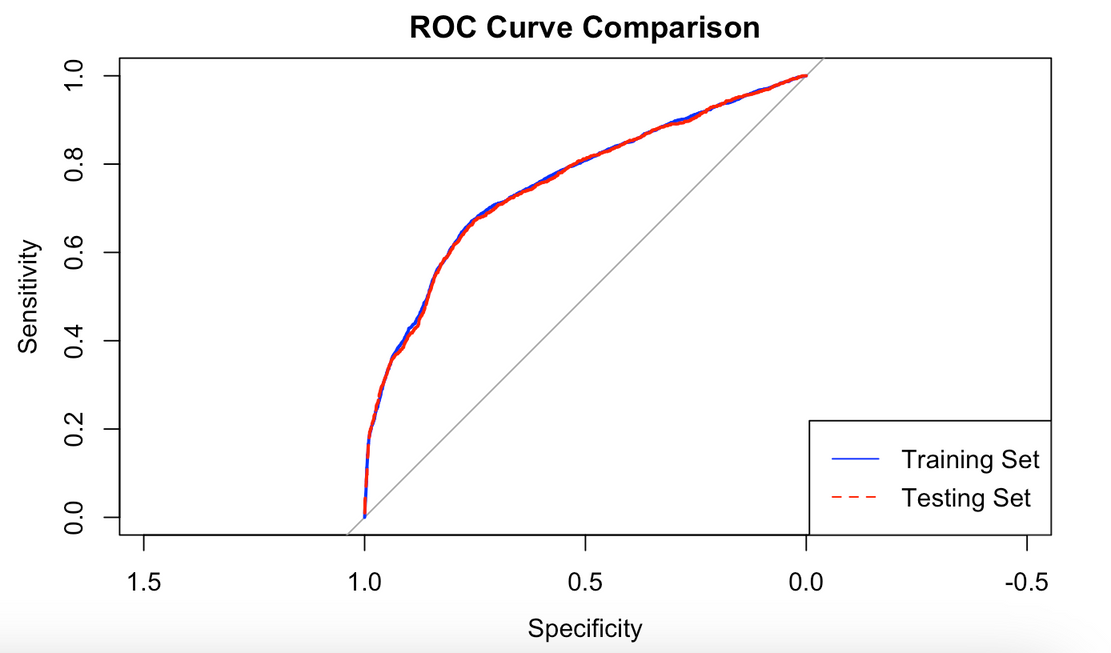 ROC Curve Comparison
1.0
0.8
0.6
0.4
0.2
0.0
Sensitivity
Training Set
Testing Set
1.5 1.0 0.5 0.0 -0.5
Specificity